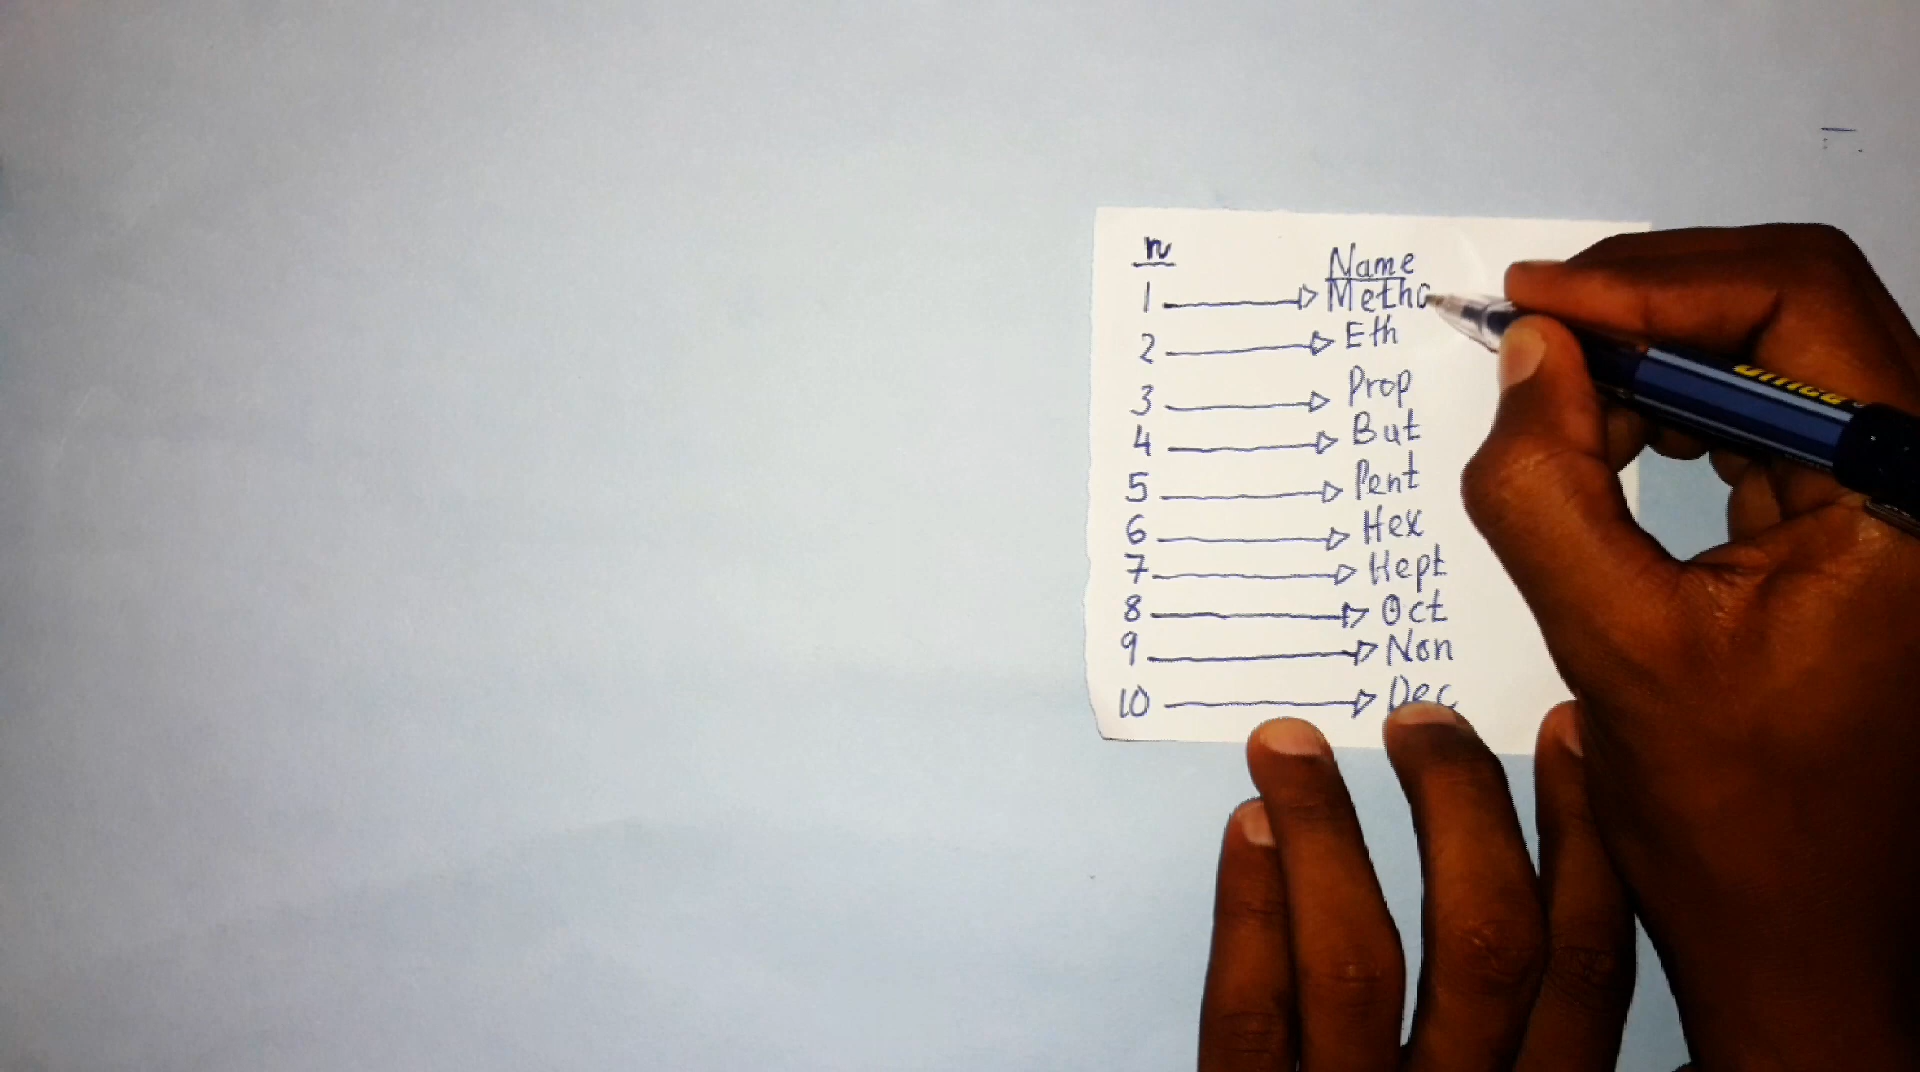 n Name
1 → Metha
2 → Eth
3 → Prop
4 → But
5 → Pent
6 → Hex
7 → Hept
8 → Oct
9 → Non
10 → Dec